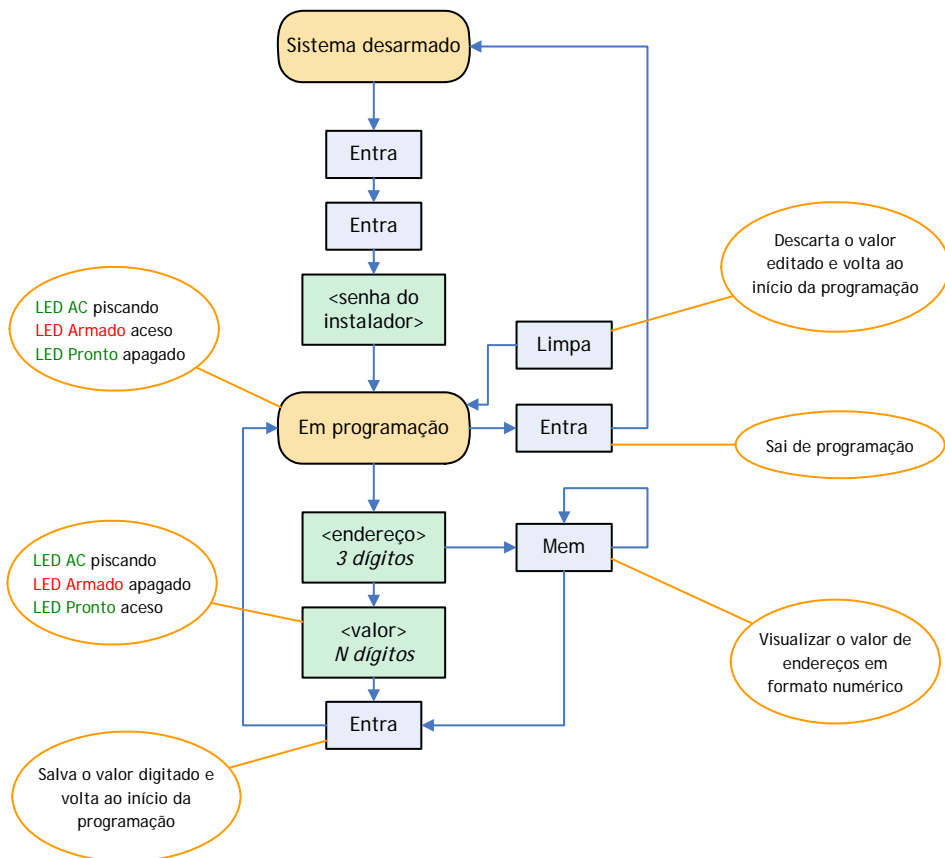 Sistema desarmado
Entra
Entra
<senha do
instalador>
Descarta o valor
editado e volta ao
início da programação
LED AC piscando
LED Armado aceso
LED Pronto apagado
Limpa
Em programação
Entra
Sai de programação
<endereço>
3 dígitos
Mem
LED AC piscando
LED Armado apagado
LED Pronto aceso
<valor>
N dígitos
Visualizar o valor de
endereços em
formato numérico
Entra
Salva o valor digitado e
volta ao início da
programação